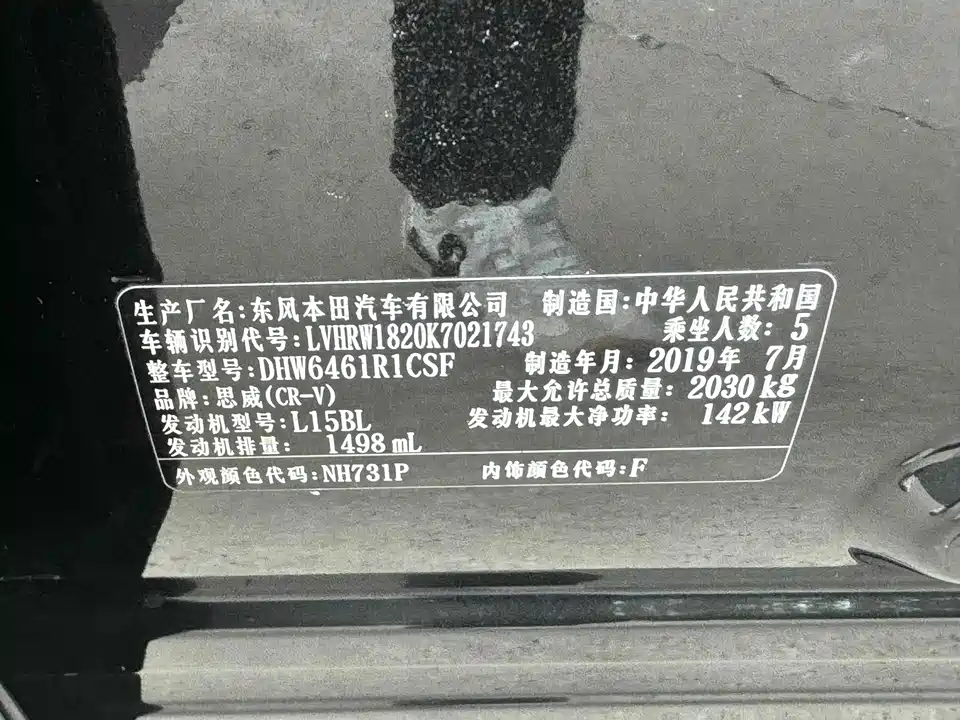 生产厂名:东风本田汽车有限公司 制造国:中华人民共和国
车辆识别代号:LVHRW1820K7021743 乘坐人数: 5
整车型号:DHW6461R1CSF 制造年月: 2019年 7月
品牌:思威(CR-V) 最大允许总质量: 2030 kg
发动机型号:L15BL 发动机最大净功率: 142 kW
发动机排量: 1498 mL
外观颜色代码:NH731P 内饰颜色代码:F